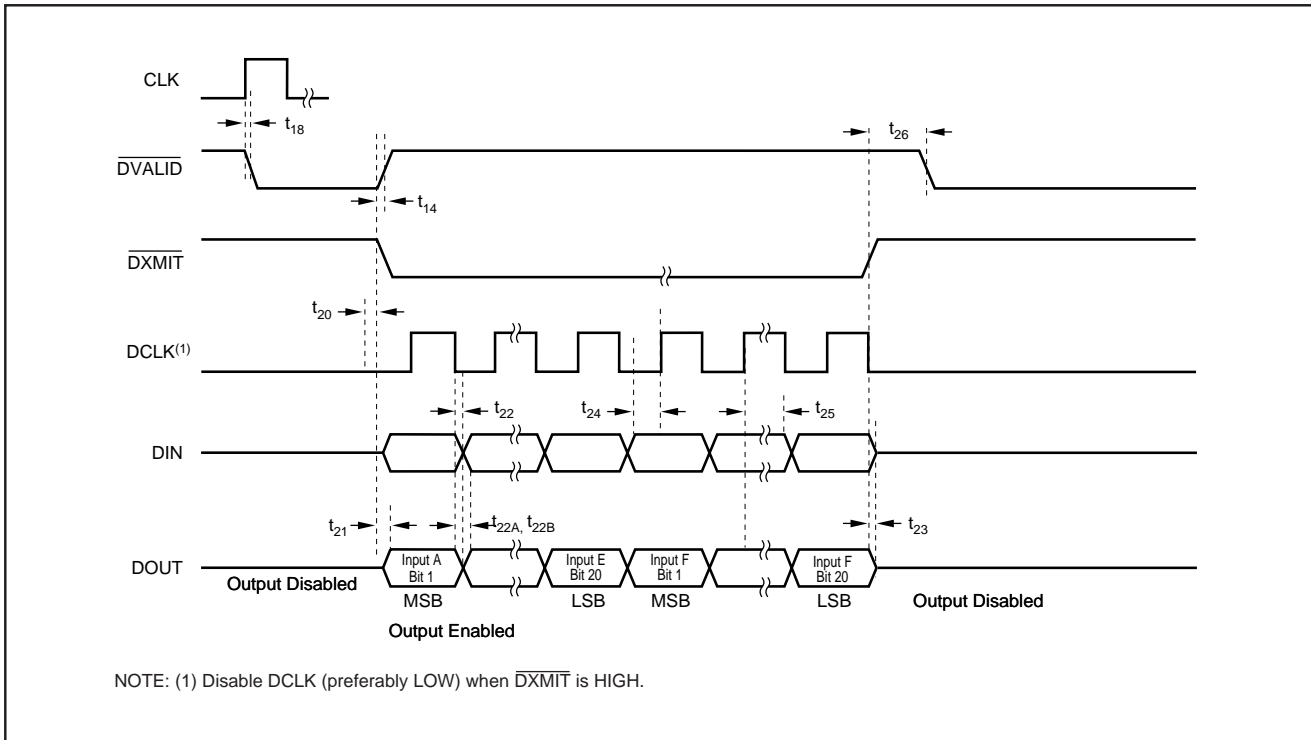 CLK
t18
t26
DVALID
t14
DXMIT
t20
DCLK(1)
t22
t24
t25
DIN
t21
t22A, t22B
t23
DOUT
Input A
Bit 1
Input E
Bit 20
Input F
Bit 1
Input F
Bit 20
Output Disabled
MSB
LSB
MSB
LSB
Output Disabled
Output Enabled
NOTE: (1) Disable DCLK (preferably LOW) when DXMIT is HIGH.